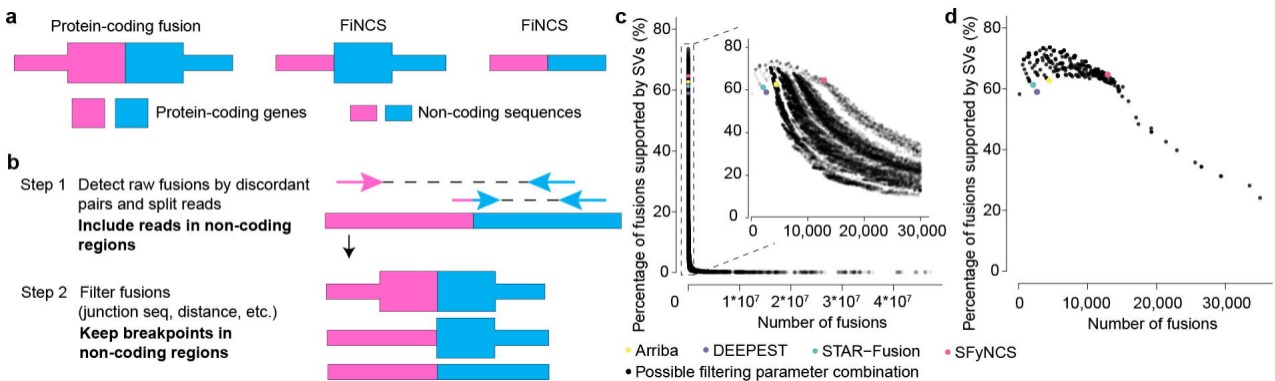 a
Protein-coding fusion
FiNCS
FiNCS
Protein-coding genes
Non-coding sequences
b
Step 1
Detect raw fusions by discordant
pairs and split reads
Include reads in non-coding
regions
Step 2
Filter fusions
(junction seq, distance, etc.)
Keep breakpoints in
non-coding regions
c
Percentage of fusions supported by SVs (%)
80
60
40
20
0
80
60
40
20
0
0
10,000
20,000
30,000
0
1*10⁷
2*10⁷
3*10⁷
4*10⁷
Number of fusions
d
Percentage of fusions supported by SVs (%)
80
60
40
20
0
0
10,000
20,000
30,000
Number of fusions
Arriba
DEEPEST
STAR−Fusion
SFyNCS
Possible filtering parameter combination